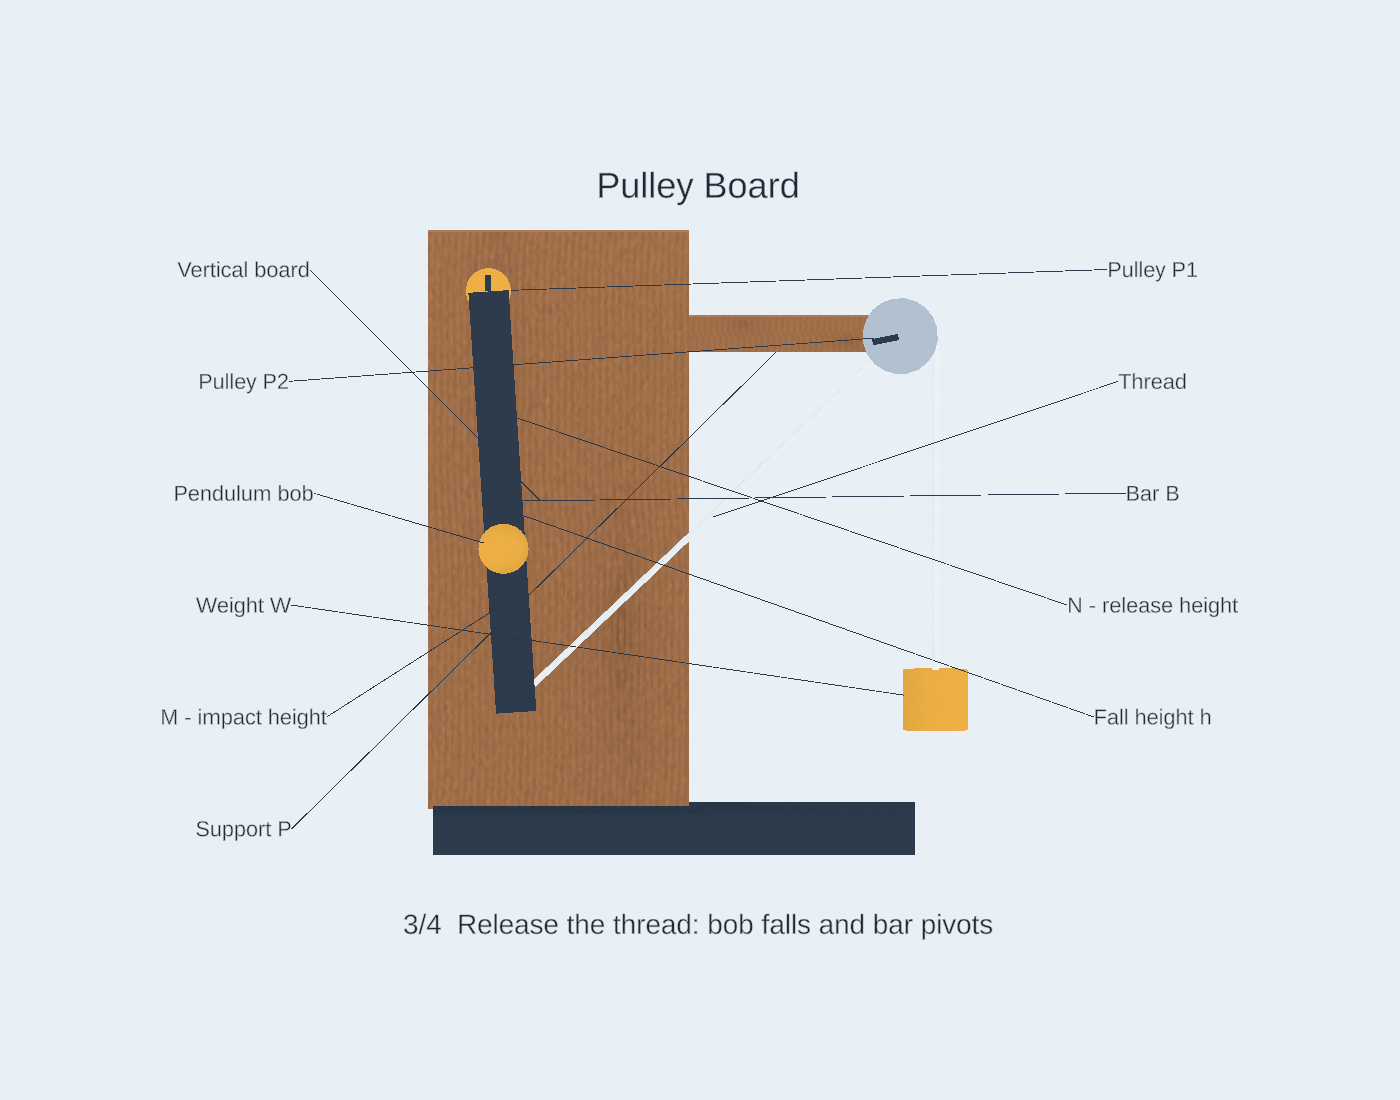 Pulley Board
Vertical board
Pulley P1
Pulley P2
Thread
Pendulum bob
Bar B
Weight W
N - release height
M - impact height
Fall height h
Support P
3/4 Release the thread: bob falls and bar pivots